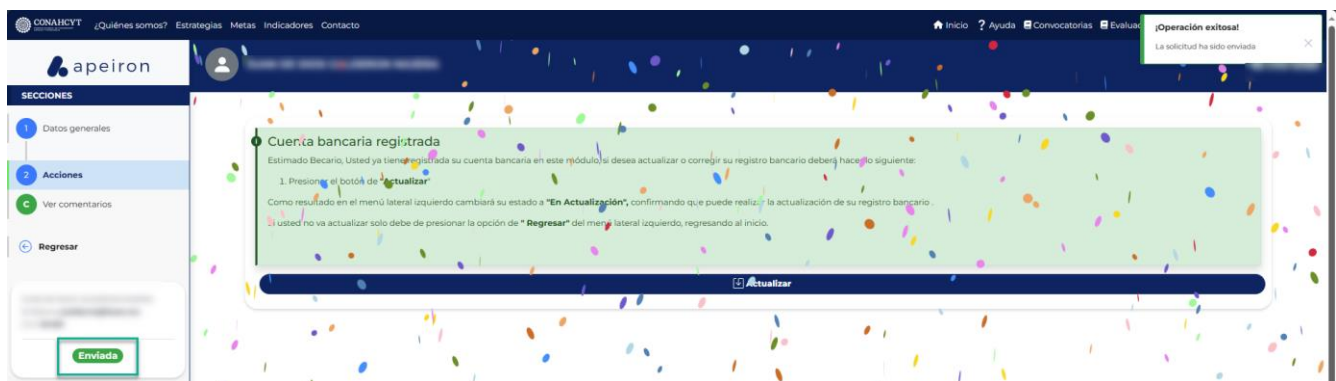 CONAHCYT ¿Quiénes somos? Estrategias Metas Indicadores Contacto Inicio ? Ayuda Convocatorias
¡Operación exitosa!
La solicitud ha sido enviada
apeiron
SECCIONES
1 Datos generales
2 Acciones
C Ver comentarios
Regresar
Enviada
Cuenta bancaria registrada
Estimado Becario, Usted ya tiene registrada su cuenta bancaria en este módulo, si desea actualizar o corregir su registro bancario deberá hacer lo siguiente:
1. Presionar el botón de "Actualizar"
Como resultado en el menú lateral izquierdo cambiará su estado a "En Actualización", confirmando que puede realizar la actualización de su registro bancario .
Si usted no va actualizar solo debe de presionar la opción de " Regresar" del menú lateral izquierdo, regresando al inicio.
Actualizar